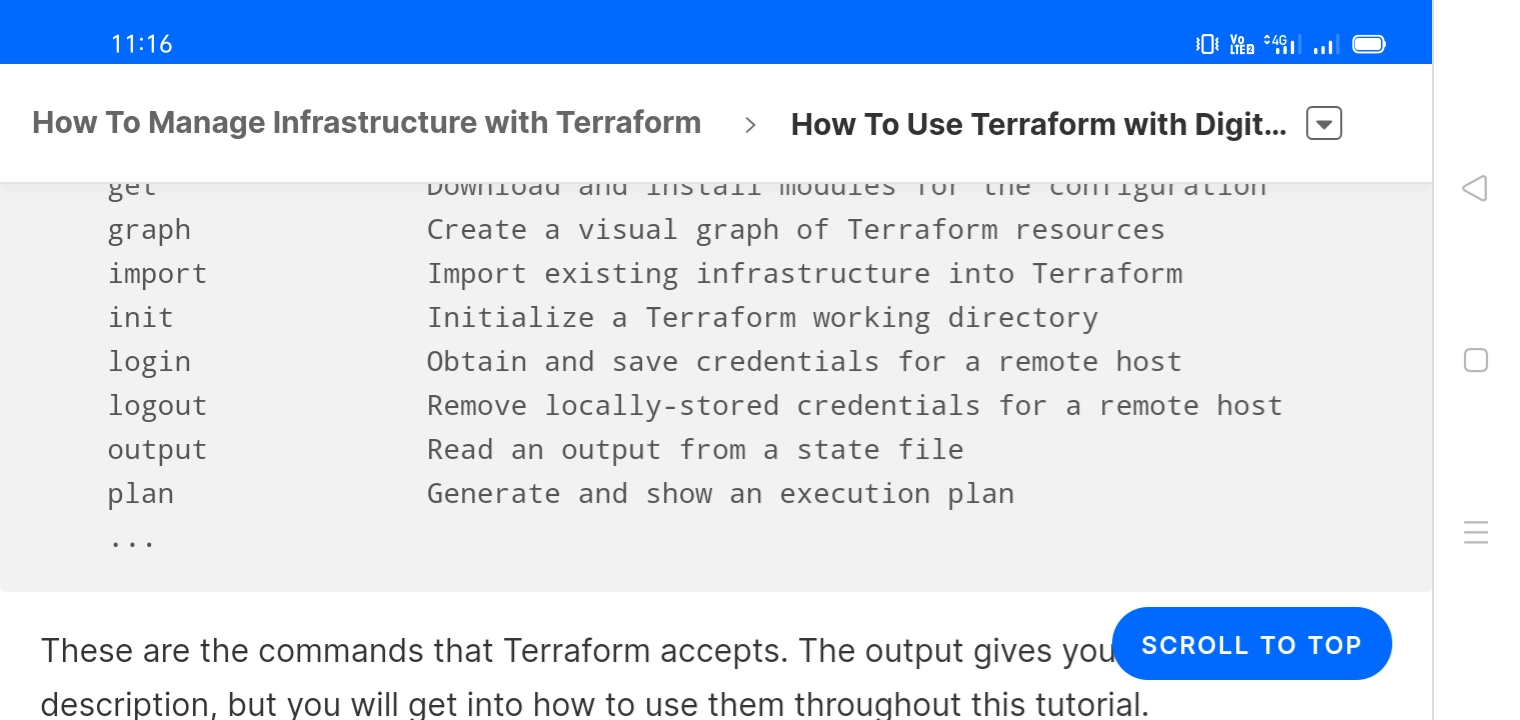 11:16 Vo LTE2 4G
How To Manage Infrastructure with Terraform > How To Use Terraform with Digit...
get Download and install modules for the configuration
graph Create a visual graph of Terraform resources
import Import existing infrastructure into Terraform
init Initialize a Terraform working directory
login Obtain and save credentials for a remote host
logout Remove locally-stored credentials for a remote host
output Read an output from a state file
plan Generate and show an execution plan
...
These are the commands that Terraform accepts. The output gives you
SCROLL TO TOP
description, but you will get into how to use them throughout this tutorial.